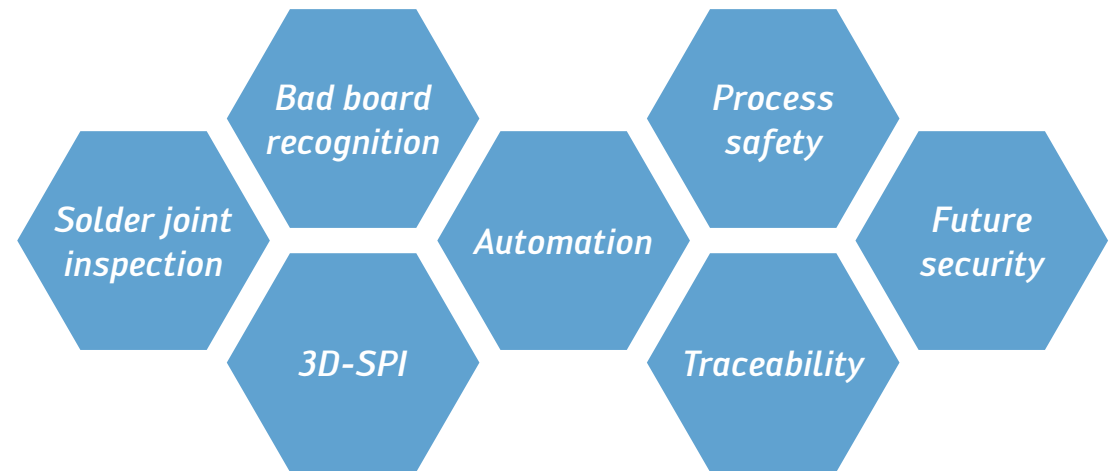 Bad board
recognition
Process
safety
Solder joint
inspection
Automation
Future
security
3D-SPI
Traceability